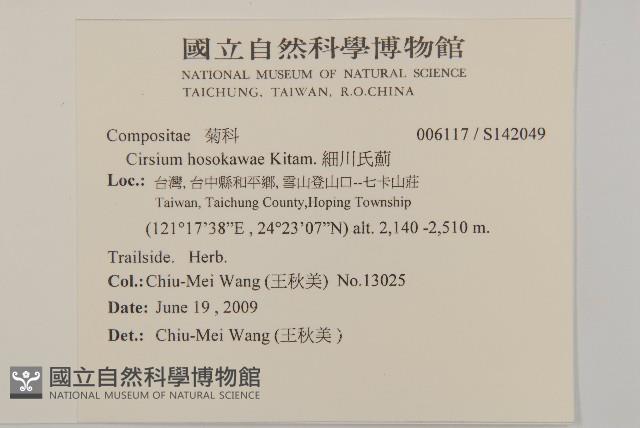 國立自然科學博物館
NATIONAL MUSEUM OF NATURAL SCIENCE
TAICHUNG, TAIWAN, R.O.CHINA
Compositae 菊科 006117 / S142049
Cirsium hosokawae Kitam. 細川氏薊
Loc.: 台灣, 台中縣和平鄉, 雪山登山口--七卡山莊
Taiwan, Taichung County,Hoping Township
(121°17'38”E , 24°23'07”N) alt. 2,140 -2,510 m.
Trailside. Herb.
Col.: Chiu-Mei Wang (王秋美) No.13025
Date: June 19 , 2009
Det.: Chiu-Mei Wang (王秋美 )
國立自然科學博物館
NATIONAL MUSEUM OF NATURAL SCIENCE